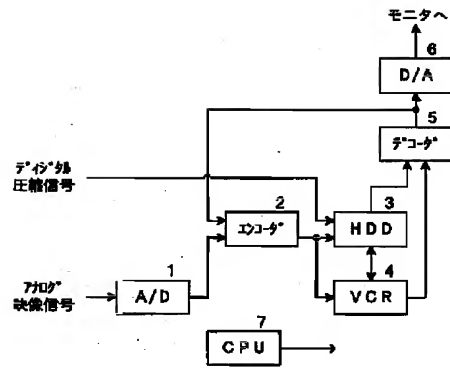 モニタへ
6
D/A
5
デコーダ
ディジタル
圧縮信号
2
エンコーダ
3
HDD
アナログ
映像信号
1
A/D
4
VCR
7
CPU